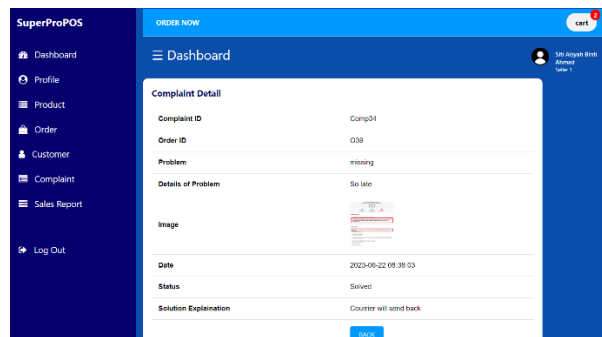 SuperProPOS
ORDER NOW
cart
2
Dashboard
Profile
Product
Order
Customer
Complaint
Sales Report
Log Out
☰ Dashboard
Siti Aisyah Binti
Ahmad
Seller 1
Complaint Detail
Complaint ID Comp34
Order ID O38
Problem missing
Details of Problem So late
Image
Date 2023-06-22 08:38:03
Status Solved
Solution Explaination Courrier will send back
BACK